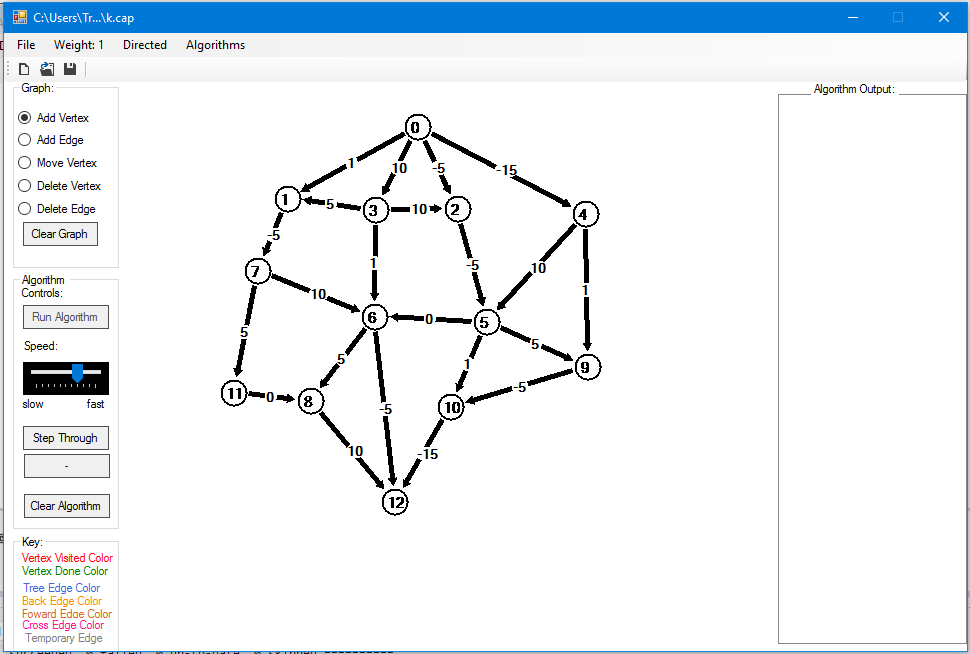 C:\Users\Tr...\k.cap
File Weight: 1 Directed Algorithms
Graph:
Add Vertex
Add Edge
Move Vertex
Delete Vertex
Delete Edge
Clear Graph
Algorithm
Controls:
Run Algorithm
Speed:
slow fast
Step Through
-
Clear Algorithm
Key:
Vertex Visited Color
Vertex Done Color
Tree Edge Color
Back Edge Color
Foward Edge Color
Cross Edge Color
Temporary Edge
0
1 10 -5 -15
1 5 3 10 2 4
-5 1 -5 10 1
7 10
6 0 5
5 5 1 5 9
11 0 8 -5 10 -5
10 -15
12
Algorithm Output: